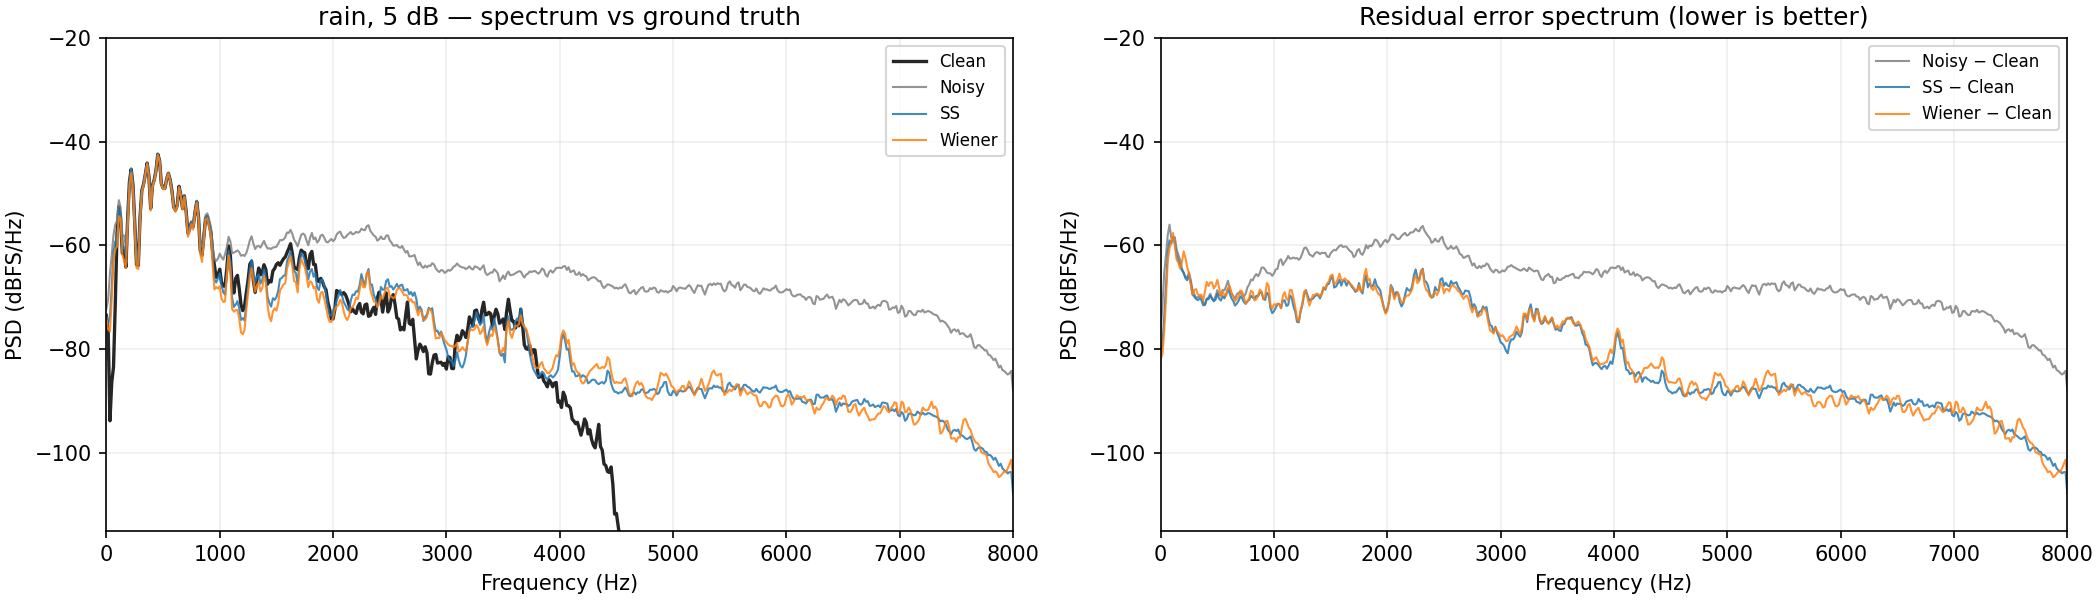 rain, 5 dB — spectrum vs ground truth
−20
−40
−60
−80
−100
PSD (dBFS/Hz)
Clean
Noisy
SS
Wiener
0
1000
2000
3000
4000
5000
6000
7000
8000
Frequency (Hz)
Residual error spectrum (lower is better)
−20
−40
−60
−80
−100
PSD (dBFS/Hz)
Noisy − Clean
SS − Clean
Wiener − Clean
0
1000
2000
3000
4000
5000
6000
7000
8000
Frequency (Hz)